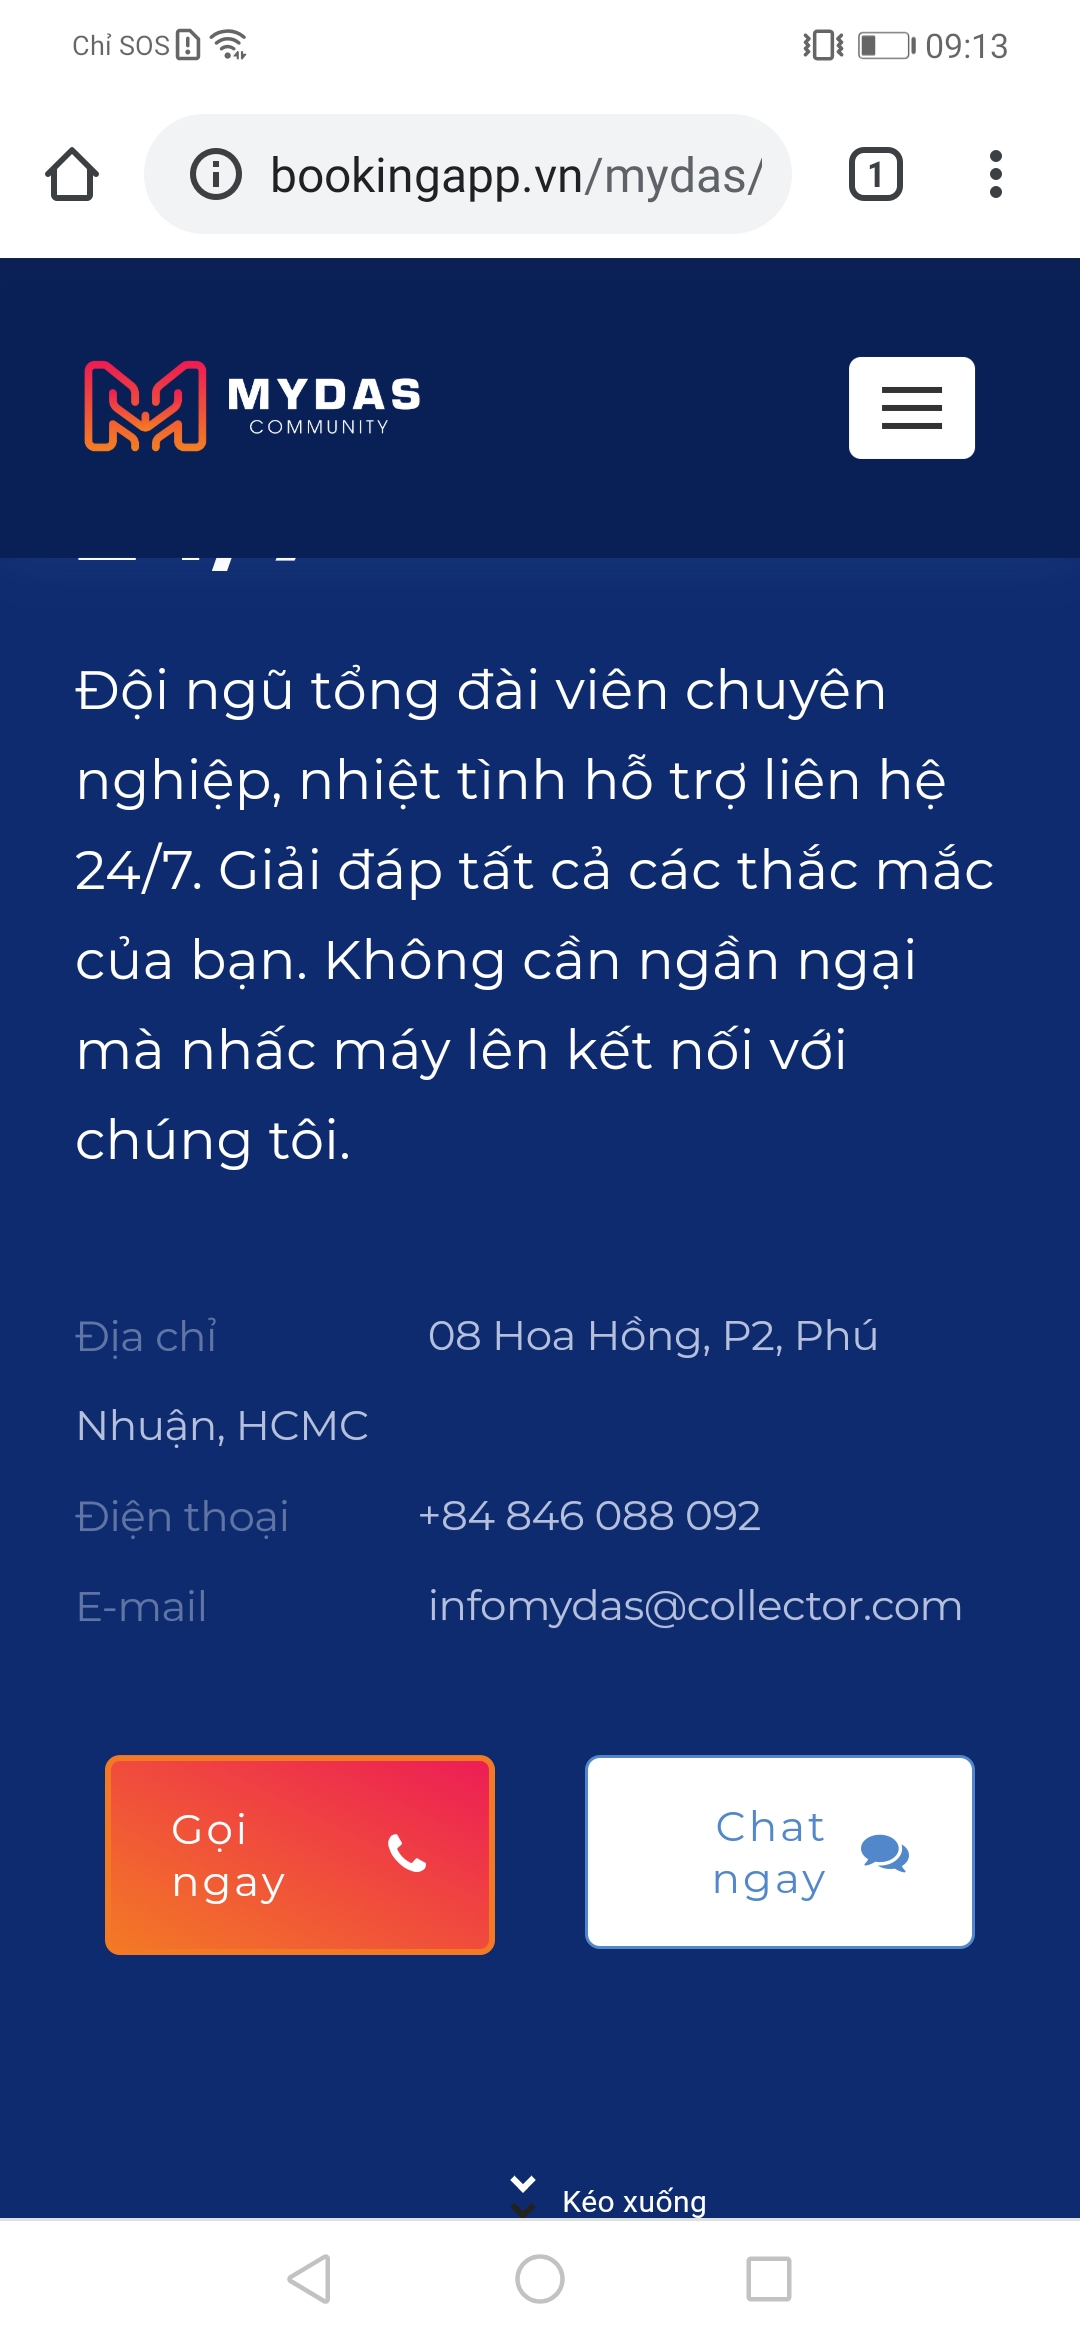 Chỉ SOS
09:13
bookingapp.vn/mydas/
1
MYDAS
COMMUNITY
Đội ngũ tổng đài viên chuyên
nghiệp, nhiệt tình hỗ trợ liên hệ
24/7. Giải đáp tất cả các thắc mắc
của bạn. Không cần ngần ngại
mà nhấc máy lên kết nối với
chúng tôi.
Địa chỉ 08 Hoa Hồng, P2, Phú
Nhuận, HCMC
Điện thoại +84 846 088 092
E-mail infomydas@collector.com
Gọi
ngay
Chat
ngay
Kéo xuống